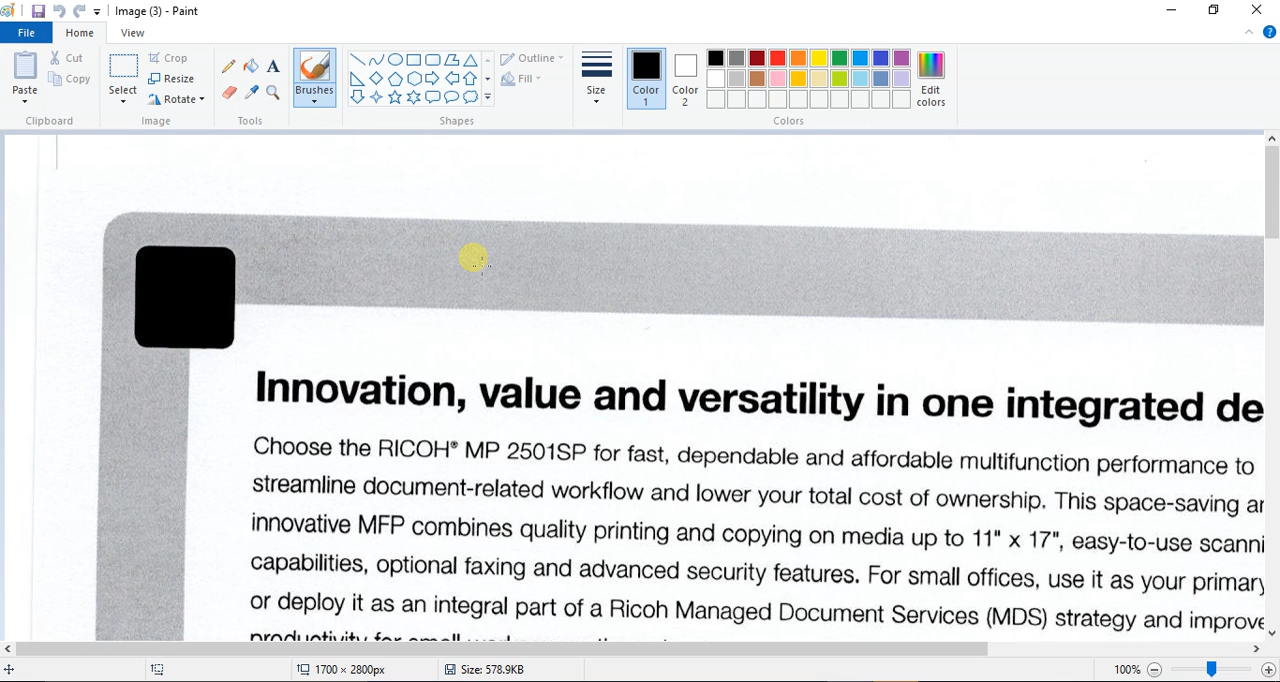 Image (3) - Paint
File Home View
Paste
Cut
Copy
Clipboard
Select
Crop
Resize
Rotate
Image
A
Tools
Brushes
Outline
Fill
Shapes
Size
Color 1
Color 2
Edit colors
Colors
Innovation, value and versatility in one integrated de
Choose the RICOH® MP 2501SP for fast, dependable and affordable multifunction performance to
streamline document-related workflow and lower your total cost of ownership. This space-saving an
innovative MFP combines quality printing and copying on media up to 11" x 17", easy-to-use scanni
capabilities, optional faxing and advanced security features. For small offices, use it as your primary
or deploy it as an integral part of a Ricoh Managed Document Services (MDS) strategy and improve
productivity for small
1700 × 2800px Size: 578.9KB 100%